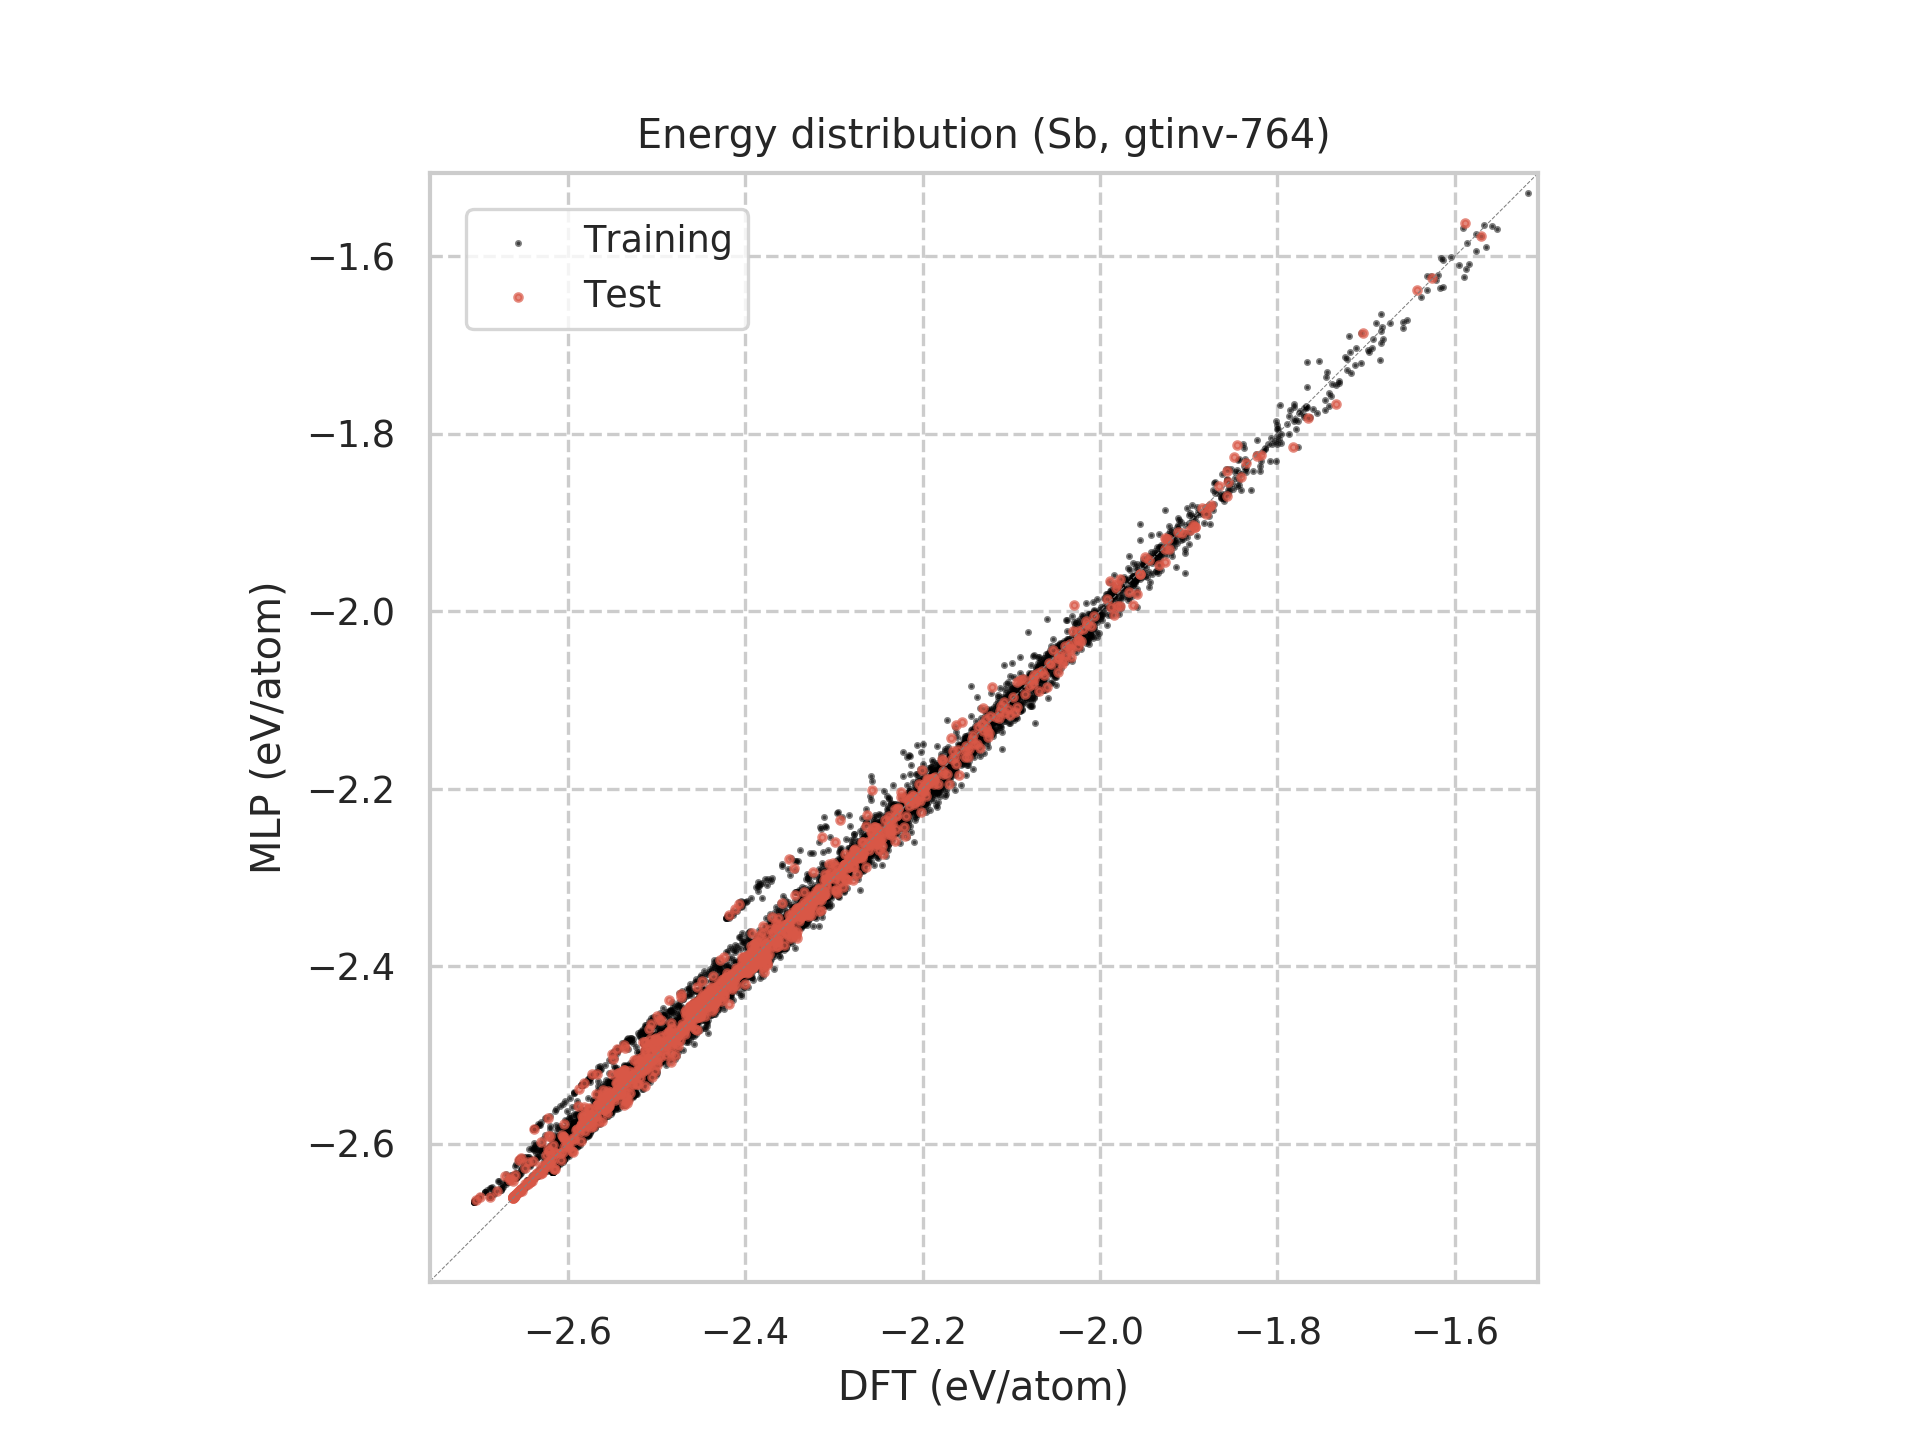 Energy distribution (Sb, gtinv-764)
Training
Test
−1.6
−1.8
−2.0
−2.2
−2.4
−2.6
MLP (eV/atom)
−2.6
−2.4
−2.2
−2.0
−1.8
−1.6
DFT (eV/atom)